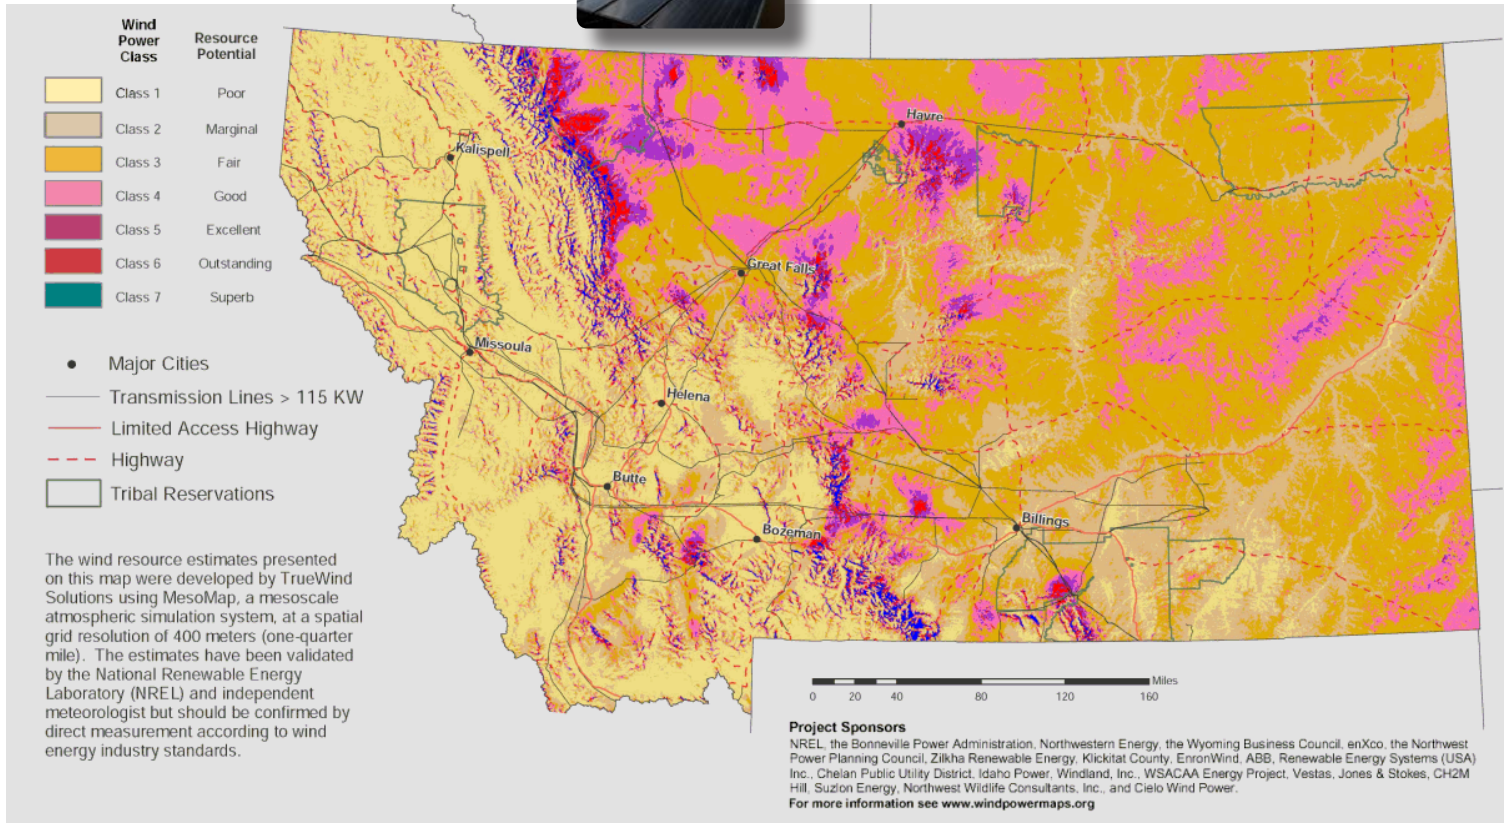 Wind
Power
Class
Resource
Potential
Class 1 Poor
Class 2 Marginal
Class 3 Fair
Class 4 Good
Class 5 Excellent
Class 6 Outstanding
Class 7 Superb
Major Cities
Transmission Lines > 115 KW
Limited Access Highway
Highway
Tribal Reservations
The wind resource estimates presented
on this map were developed by TrueWind
Solutions using MesoMap, a mesoscale
atmospheric simulation system, at a spatial
grid resolution of 400 meters (one-quarter
mile). The estimates have been validated
by the National Renewable Energy
Laboratory (NREL) and independent
meteorologist but should be confirmed by
direct measurement according to wind
energy industry standards.
Havre
Kalispell
Great Falls
Missoula
Helena
Butte
Billings
Bozeman
Miles
0 20 40 80 120 160
Project Sponsors
NREL, the Bonneville Power Administration, Northwestern Energy, the Wyoming Business Council, enXco, the Northwest
Power Planning Council, Zilkha Renewable Energy, Klickitat County, EnronWind, ABB, Renewable Energy Systems (USA)
Inc., Chelan Public Utility District, Idaho Power, Windland, Inc., WSACAA Energy Project, Vestas, Jones & Stokes, CH2M
Hill, Suzlon Energy, Northwest Wildlife Consultants, Inc., and Cielo Wind Power.
For more information see www.windpowermaps.org